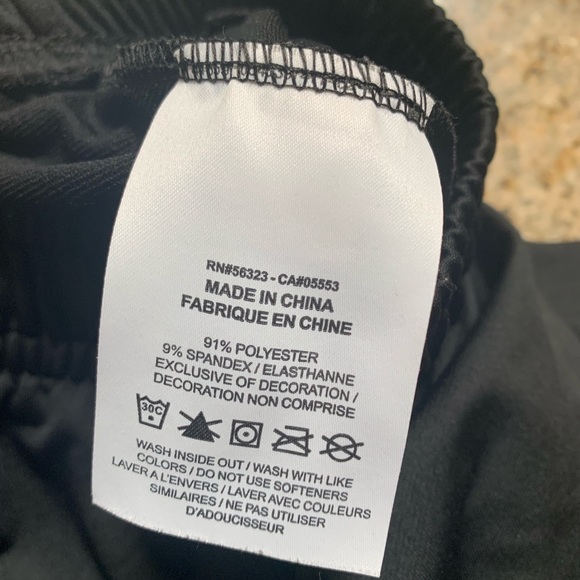 RN#56323 - CA#05553
MADE IN CHINA
FABRIQUE EN CHINE
91% POLYESTER
9% SPANDEX / ELASTHANNE
EXCLUSIVE OF DECORATION /
DECORATION NON COMPRISE
30C
WASH INSIDE OUT / WASH WITH LIKE
COLORS / DO NOT USE SOFTENERS
LAVER A L'ENVERS / LAVER AVEC COULEURS
SIMILAIRES / NE PAS UTILISER
D'ADOUCISSEUR